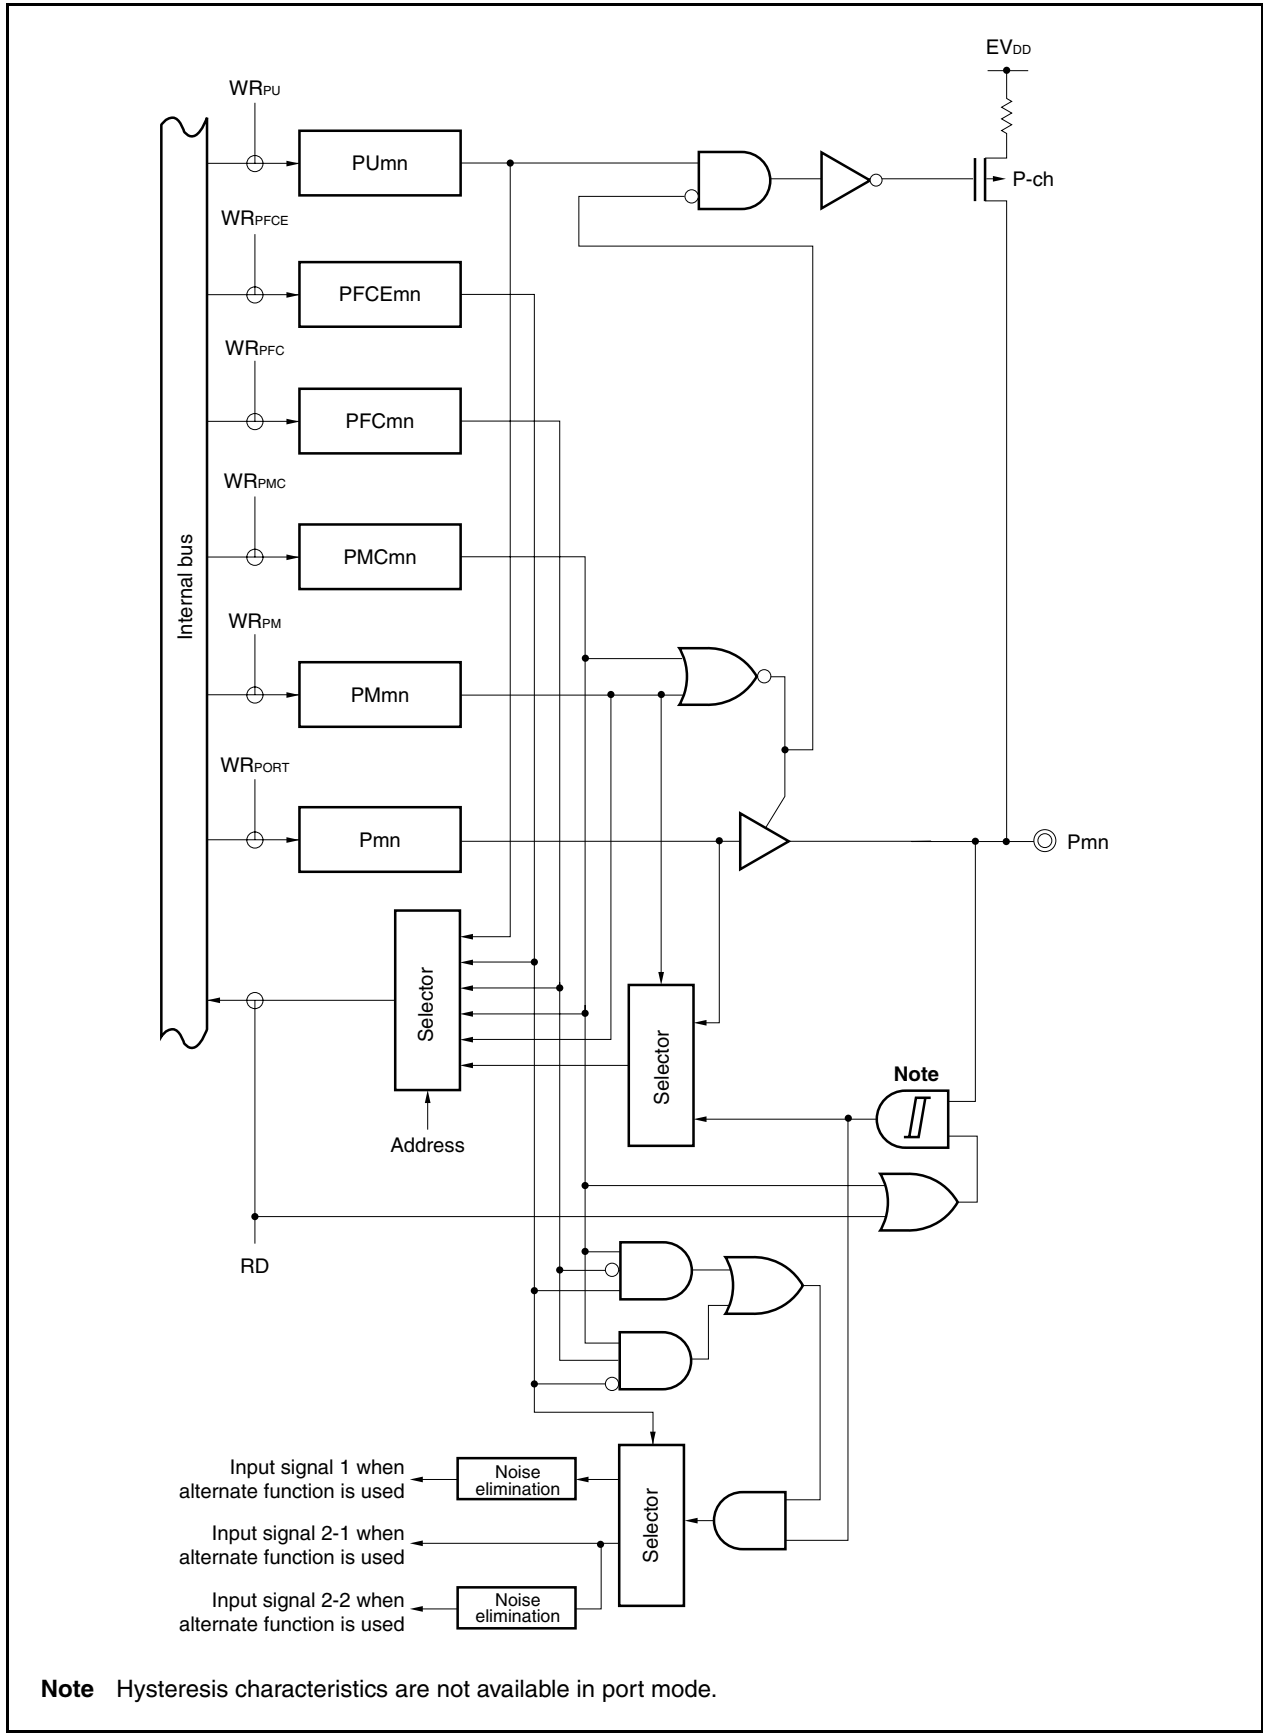 EVDD
WRPU
PUmn
P-ch
WRPFCE
PFCEmn
WRPFC
PFCmn
WRPMC
PMCmn
Internal bus
WRPM
PMmn
WRPORT
Pmn
Pmn
Selector
Selector
Note
Address
RD
Input signal 1 when
alternate function is used
Noise
elimination
Selector
Input signal 2-1 when
alternate function is used
Input signal 2-2 when
alternate function is used
Noise
elimination
Note Hysteresis characteristics are not available in port mode.